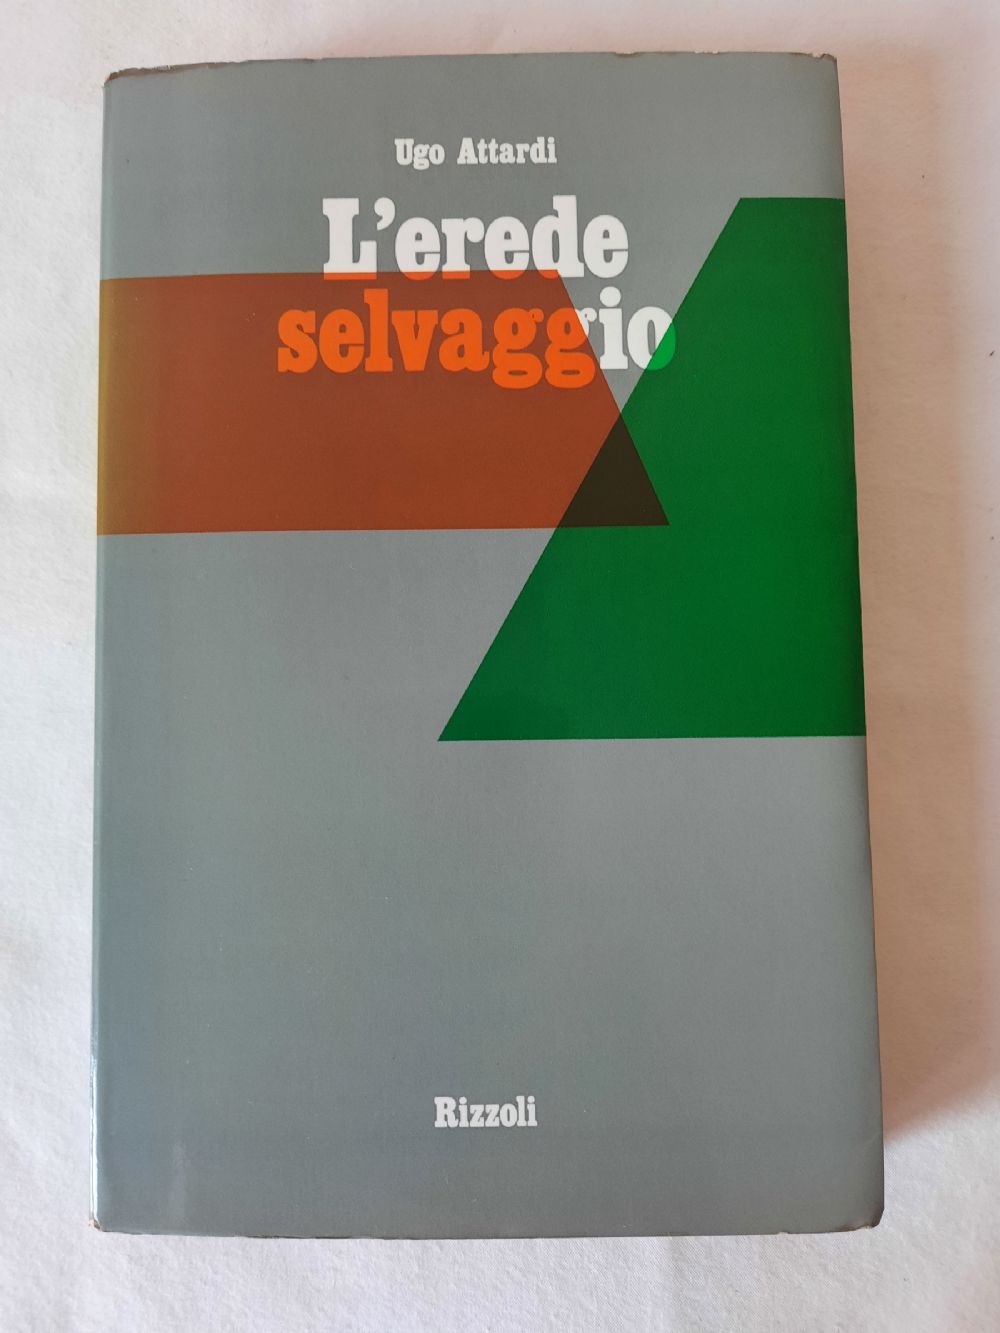 Ugo Attardi
L'erede
selvaggio
Rizzoli